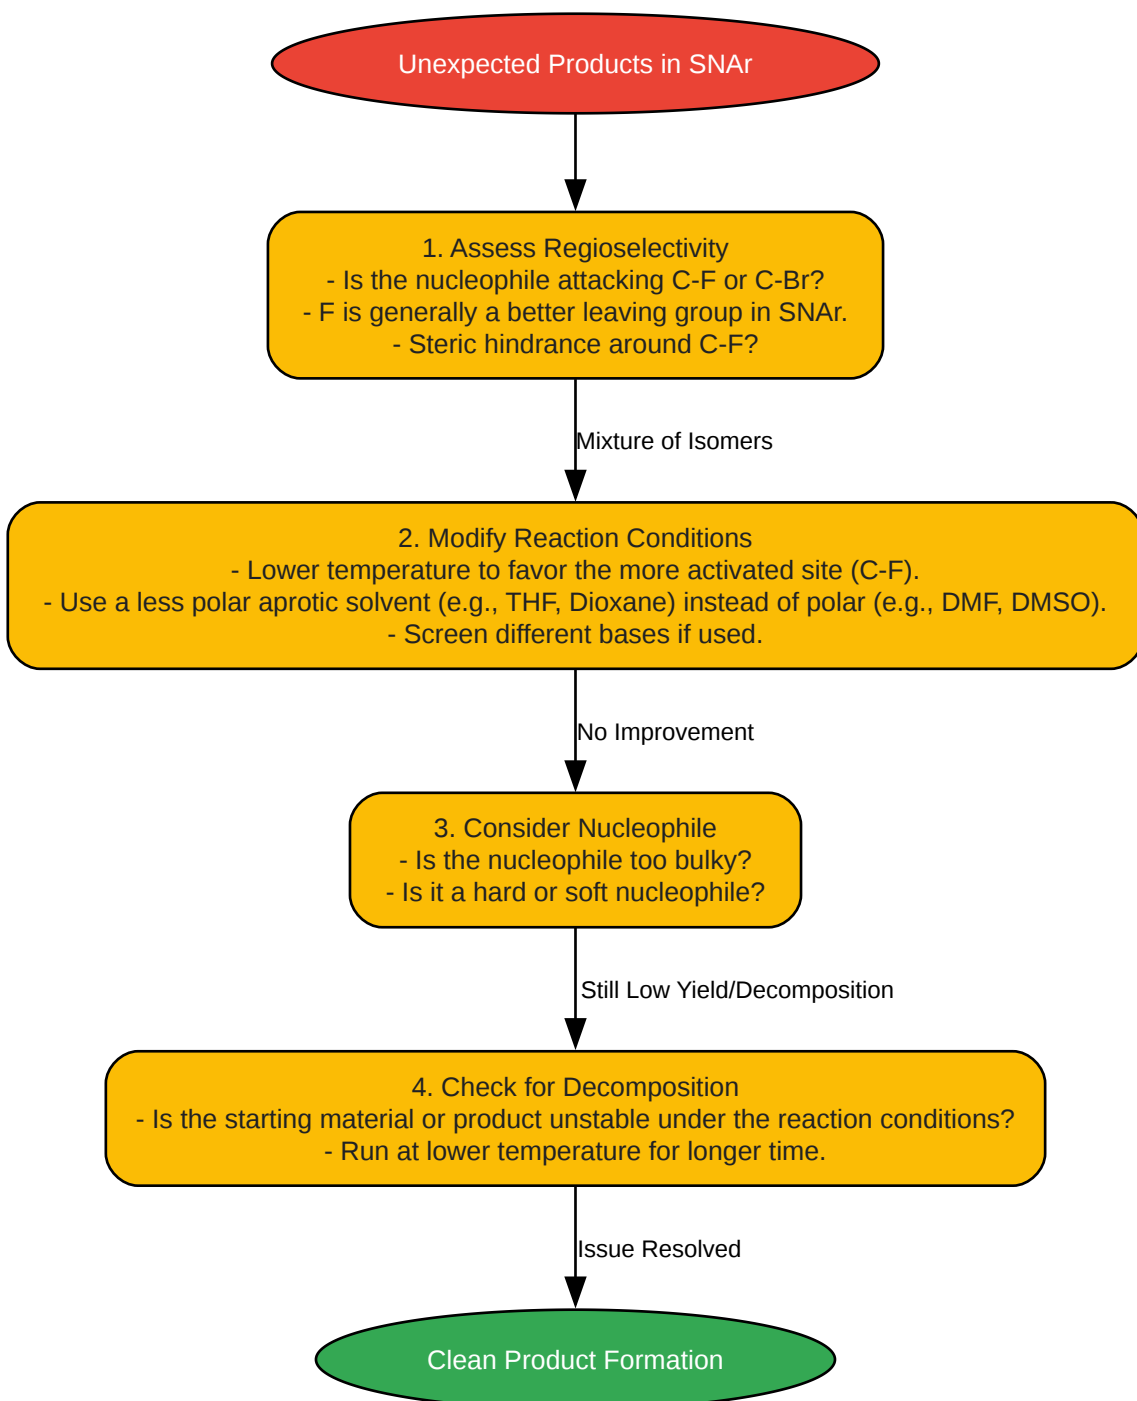 Unexpected Products in SNAr
1. Assess Regioselectivity
- Is the nucleophile attacking C-F or C-Br?
- F is generally a better leaving group in SNAr.
- Steric hindrance around C-F?
Mixture of Isomers
2. Modify Reaction Conditions
- Lower temperature to favor the more activated site (C-F).
- Use a less polar aprotic solvent (e.g., THF, Dioxane) instead of polar (e.g., DMF, DMSO).
- Screen different bases if used.
No Improvement
3. Consider Nucleophile
- Is the nucleophile too bulky?
- Is it a hard or soft nucleophile?
Still Low Yield/Decomposition
4. Check for Decomposition
- Is the starting material or product unstable under the reaction conditions?
- Run at lower temperature for longer time.
Issue Resolved
Clean Product Formation